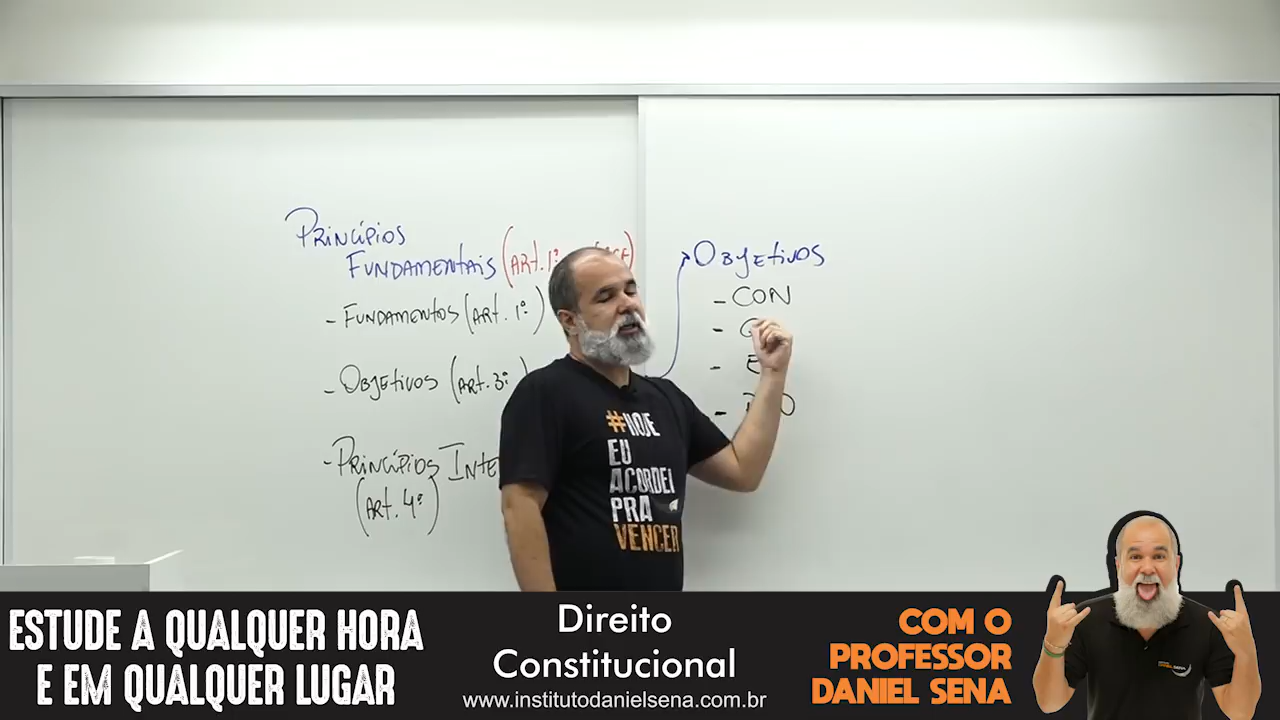 PRINCÍPIOS
FUNDAMENTAIS (ART. 1º
- FUNDAMENTOS (ART. 1º)
- OBJETIVOS (ART. 3º
- PRINCÍPIOS INTE
(ART. 4º)
OBJETIVOS
- CON
-
-
-
#HOJE
EU
ACORDEI
PRA
VENCER
ESTUDE A QUALQUER HORA
E EM QUALQUER LUGAR
Direito
Constitucional
www.institutodanielsena.com.br
COM O
PROFESSOR
DANIEL SENA